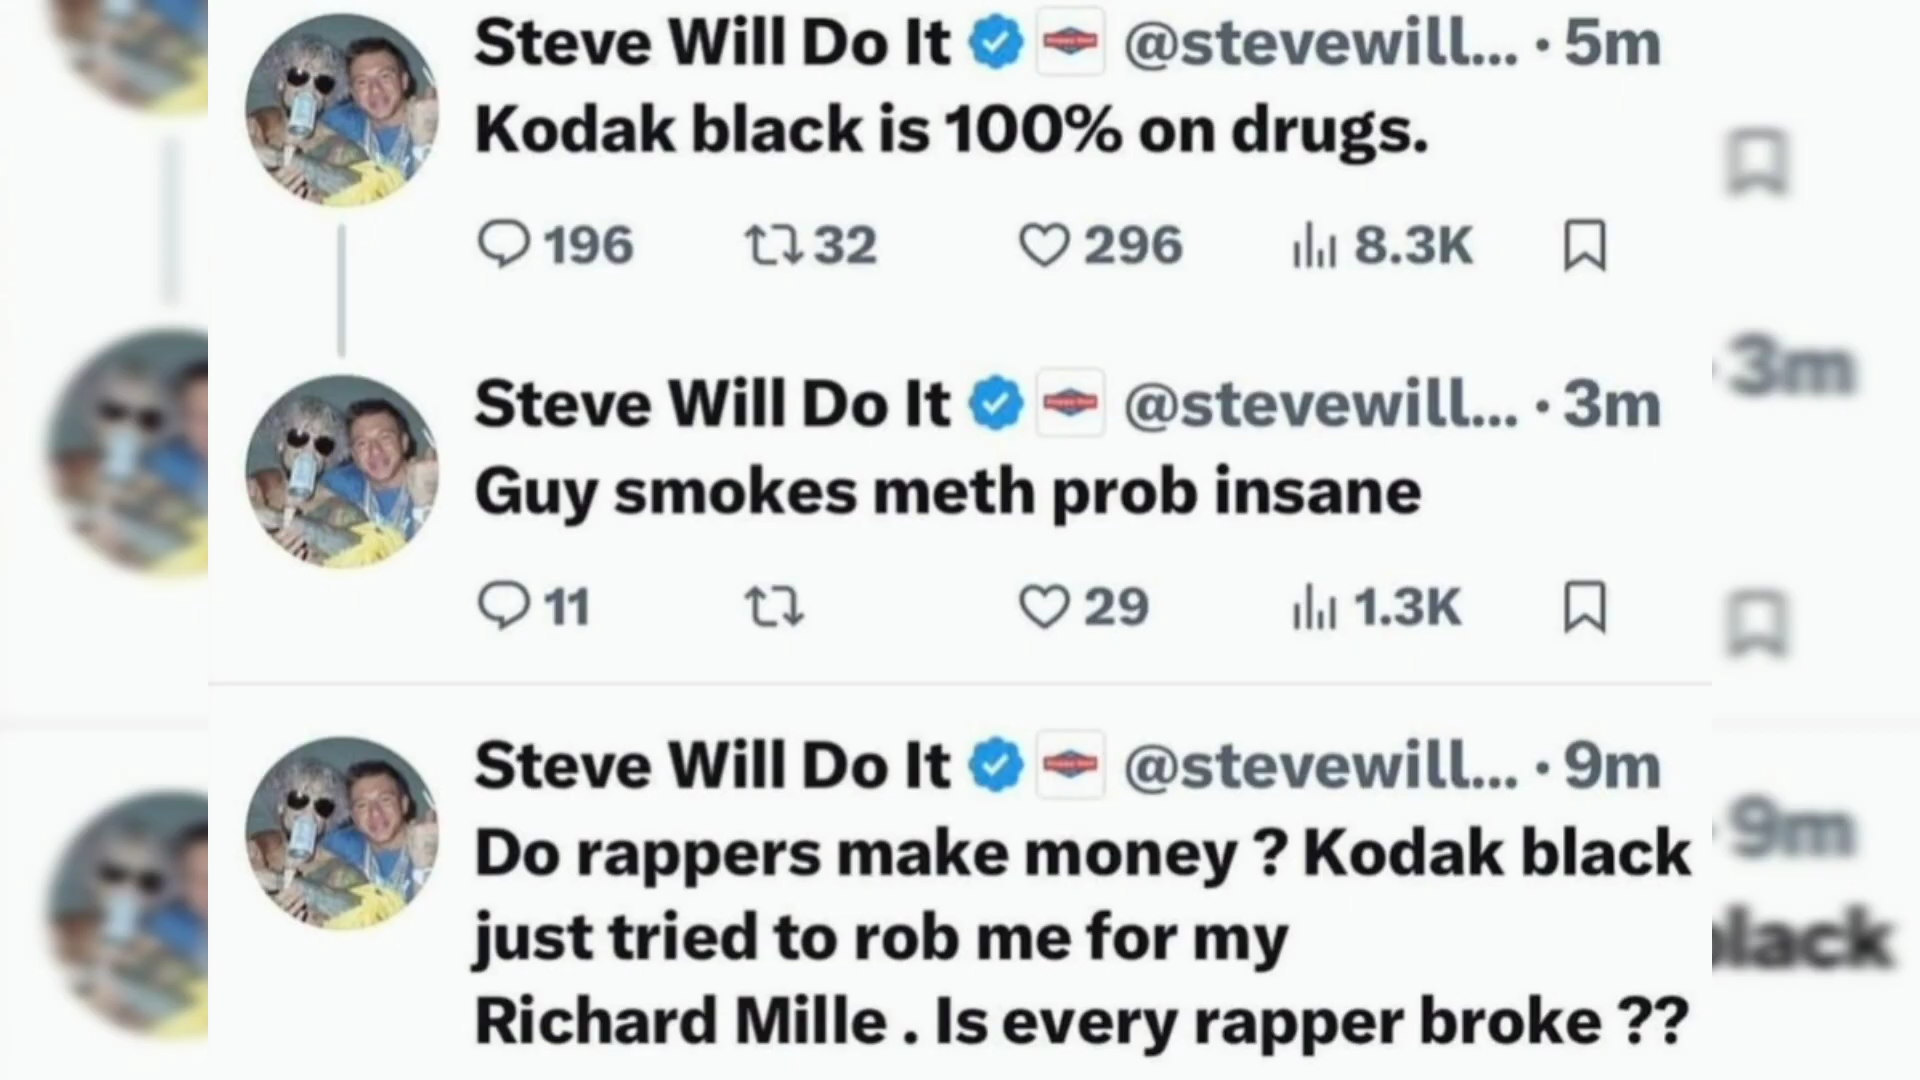 Steve Will Do It @stevewill... · 5m
Kodak black is 100% on drugs.
196 32 296 8.3K
Steve Will Do It @stevewill... · 3m
Guy smokes meth prob insane
11 29 1.3K
Steve Will Do It @stevewill... · 9m
Do rappers make money ? Kodak black
just tried to rob me for my
Richard Mille . Is every rapper broke ??
3m
9m
lack